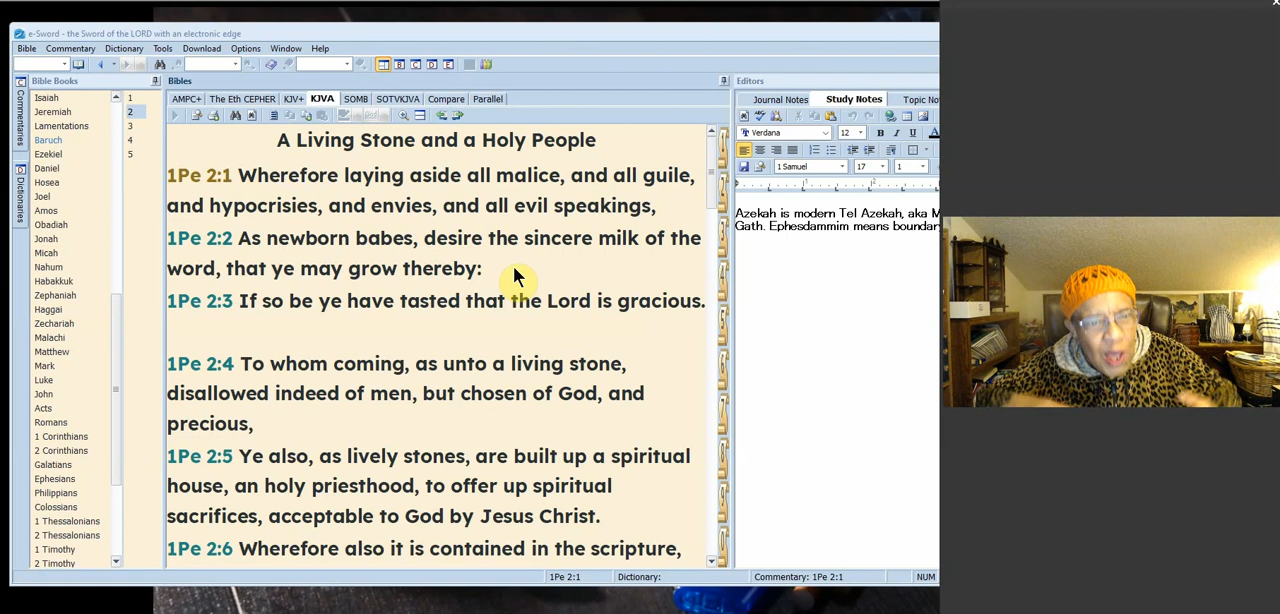 e-Sword - the Sword of the LORD with an electronic edge
Bible Commentary Dictionary Tools Download Options Window Help
B C D E
Bible Books
Bibles
Editors
Commentaries
Dictionaries
Isaiah
Jeremiah
Lamentations
Baruch
Ezekiel
Daniel
Hosea
Joel
Amos
Obadiah
Jonah
Micah
Nahum
Habakkuk
Zephaniah
Haggai
Zechariah
Malachi
Matthew
Mark
Luke
John
Acts
Romans
1 Corinthians
2 Corinthians
Galatians
Ephesians
Philippians
Colossians
1 Thessalonians
2 Thessalonians
1 Timothy
2 Timothy
1
2
3
4
5
AMPC+ The Eth CEPHER KJV+ KJVA SOMB SOTVKJVA Compare Parallel
A Living Stone and a Holy People
1Pe 2:1 Wherefore laying aside all malice, and all guile,
and hypocrisies, and envies, and all evil speakings,
1Pe 2:2 As newborn babes, desire the sincere milk of the
word, that ye may grow thereby:
1Pe 2:3 If so be ye have tasted that the Lord is gracious.
1Pe 2:4 To whom coming, as unto a living stone,
disallowed indeed of men, but chosen of God, and
precious,
1Pe 2:5 Ye also, as lively stones, are built up a spiritual
house, an holy priesthood, to offer up spiritual
sacrifices, acceptable to God by Jesus Christ.
1Pe 2:6 Wherefore also it is contained in the scripture,
Journal Notes Study Notes Topic No
Verdana 12 B I U A
1 Samuel 17 1
1 2
Azekah is modern Tel Azekah, aka M
Gath. Ephesdammim means boundar
1Pe 2:1 Dictionary: Commentary: 1Pe 2:1 NUM